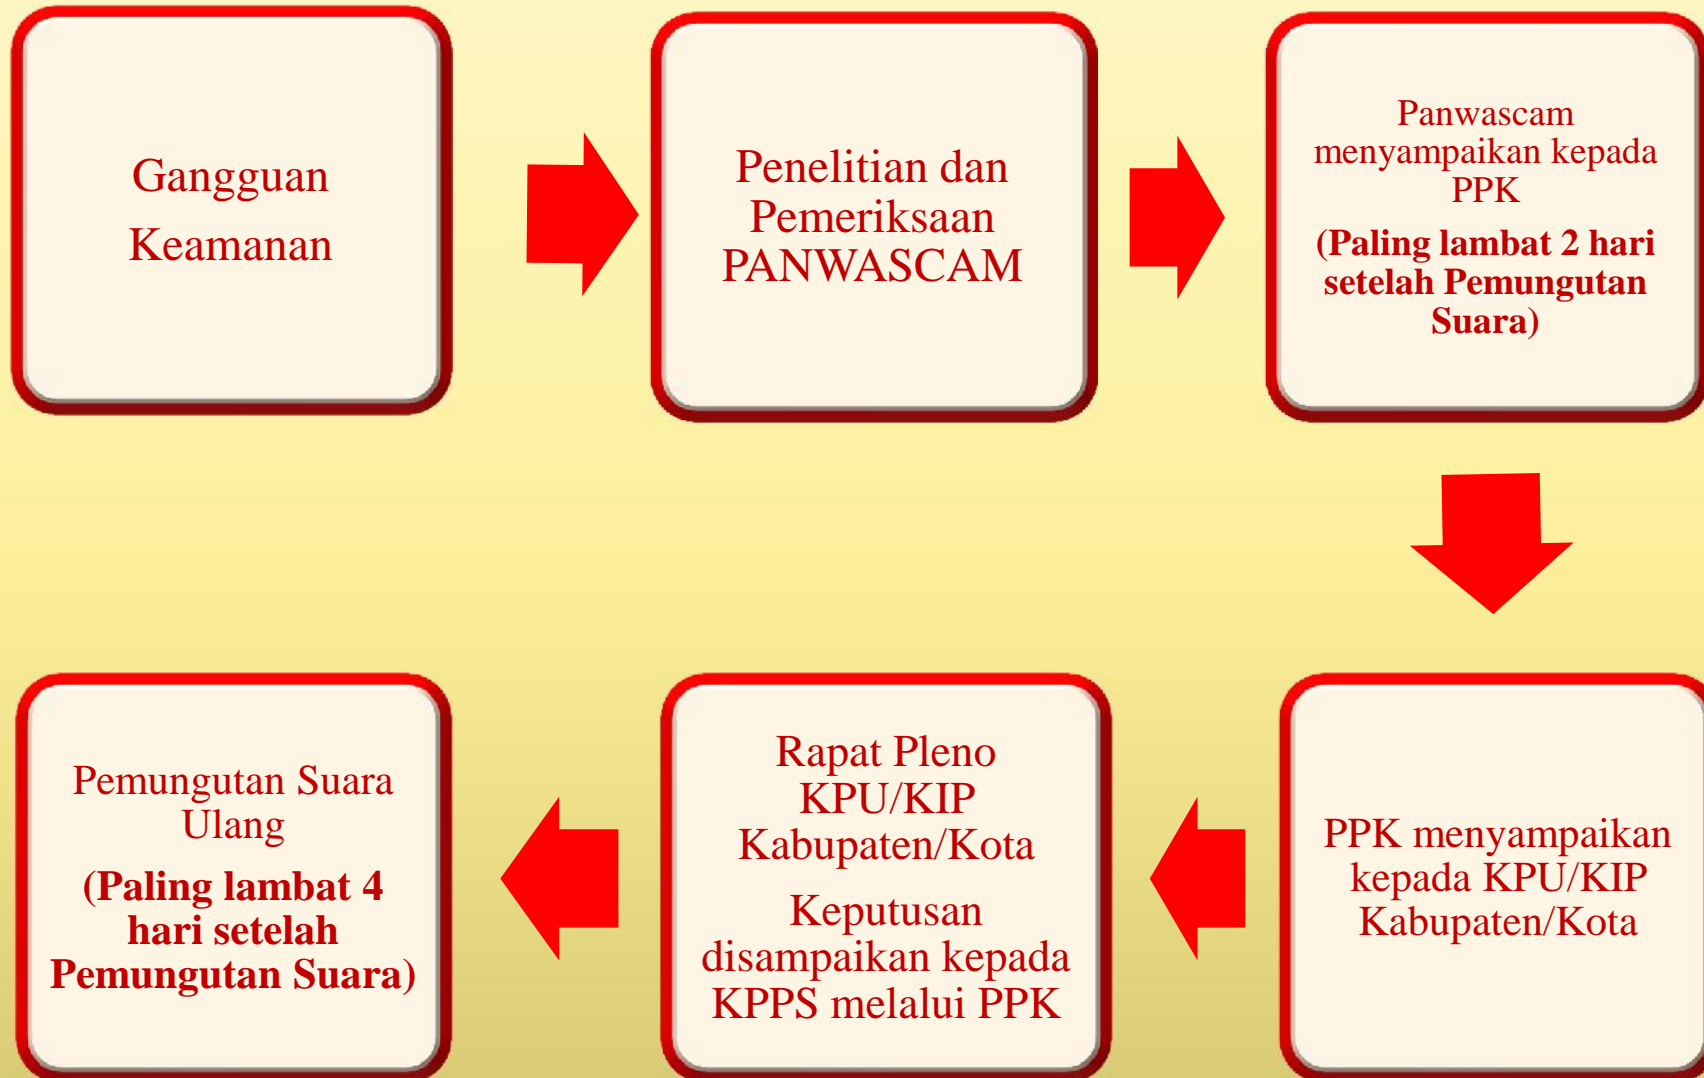 Gangguan
Keamanan
Penelitian dan
Pemeriksaan
PANWASCAM
Panwascam
menyampaikan kepada
PPK
(Paling lambat 2 hari
setelah Pemungutan
Suara)
PPK menyampaikan
kepada KPU/KIP
Kabupaten/Kota
Rapat Pleno
KPU/KIP
Kabupaten/Kota
Keputusan
disampaikan kepada
KPPS melalui PPK
Pemungutan Suara
Ulang
(Paling lambat 4
hari setelah
Pemungutan Suara)